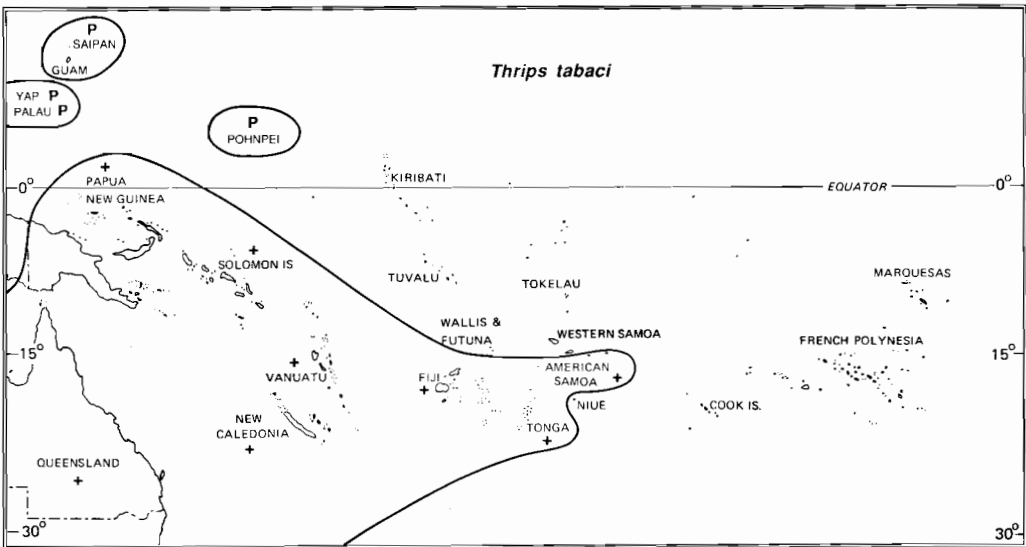 P
SAIPAN
GUAM
Thrips tabaci
YAP P
PALAU P
P
POHNPEI
+
KIRIBATI
0°
PAPUA
NEW GUINEA
EQUATOR
0°
+
SOLOMON IS
TUVALU
TOKELAU
MARQUESAS
WALLIS &
FUTUNA
WESTERN SAMOA
FRENCH POLYNESIA
15°
15°
+
VANUATU
FIJI
+
AMERICAN
SAMOA +
NIUE
COOK IS.
NEW
CALEDONIA
+
TONGA
+
QUEENSLAND
+
30°
30°